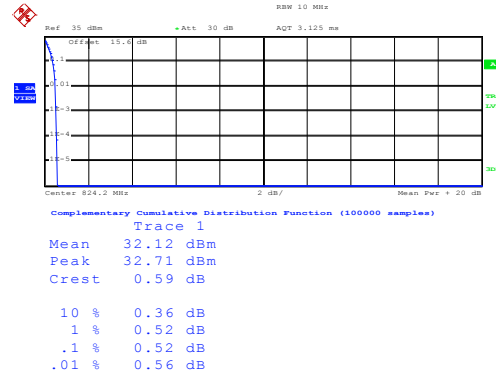 RBW 10 MHz
Ref 35 dBm *Att 30 dB AQT 3.125 ms
Offset 15.6 dB
A
0.1
1 SA
VIEW
0.01
TR
LV
1E-3
1E-4
1E-5
3D
Center 824.2 MHz 2 dB/ Mean Pwr + 20 dB
Complementary Cumulative Distribution Function (100000 samples)
Trace 1
Mean 32.12 dBm
Peak 32.71 dBm
Crest 0.59 dB
10 % 0.36 dB
1 % 0.52 dB
.1 % 0.52 dB
.01 % 0.56 dB